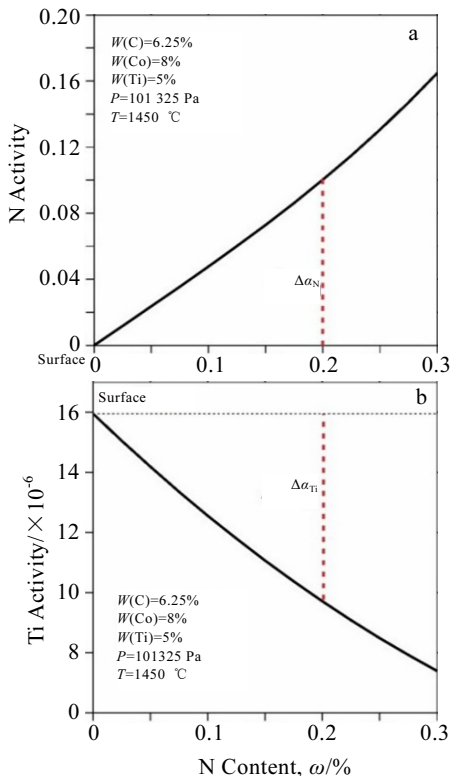 a
W(C)=6.25%
W(Co)=8%
W(Ti)=5%
P=101 325 Pa
T=1450 ℃
N Activity
0.20
0.16
0.12
0.08
0.04
0
Δα_N
Surface
0 0.1 0.2 0.3
b
Surface
Ti Activity/×10⁻⁶
16
14
12
10
8
0
Δα_Ti
W(C)=6.25%
W(Co)=8%
W(Ti)=5%
P=101325 Pa
T=1450 ℃
0 0.1 0.2 0.3
N Content, ω/%